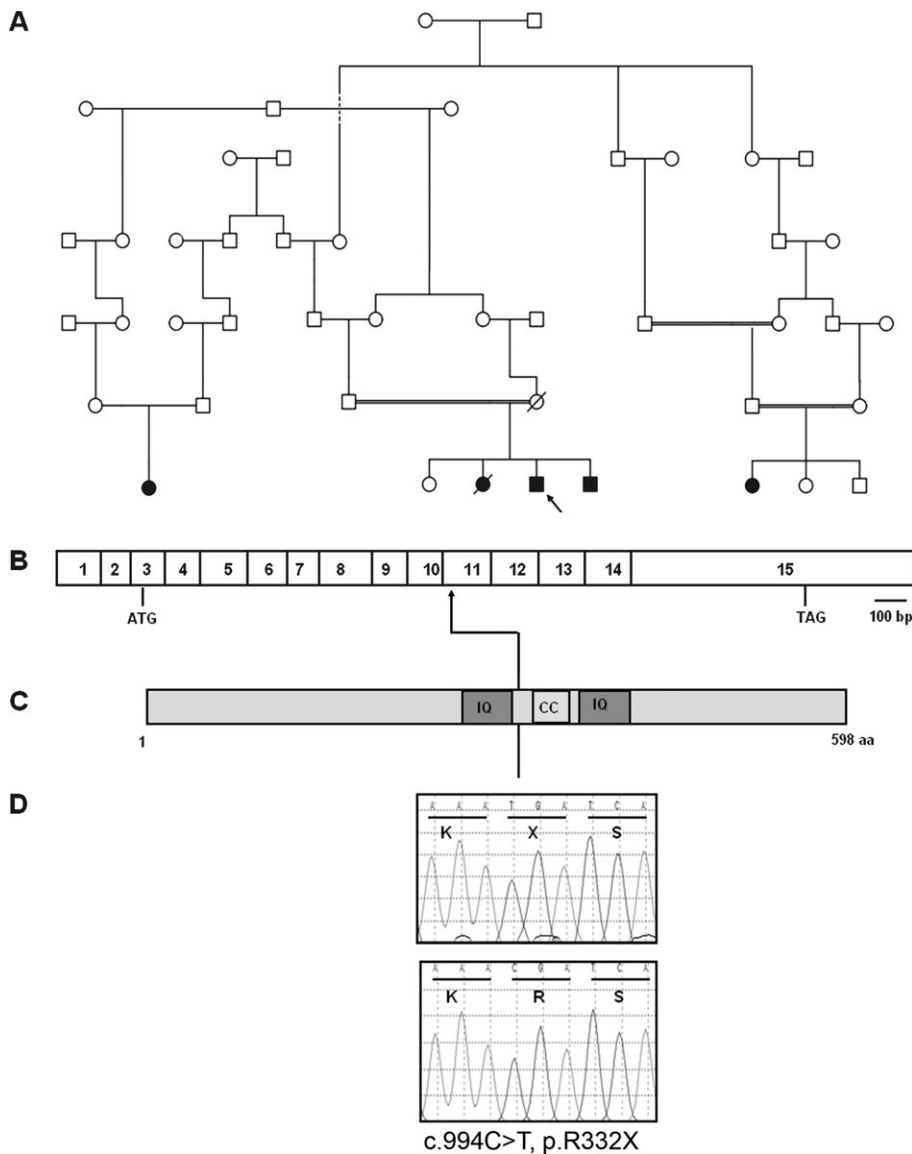 A
B
1 2 3 4 5 6 7 8 9 10 11 12 13 14 15
ATG TAG 100 bp
C
IQ CC IQ
1 598 aa
D
A A A T G A T C A
K X S
A A A C G A T C A
K R S
c.994C>T, p.R332X